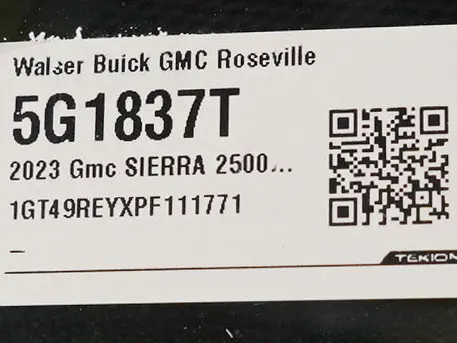 Walser Buick GMC Roseville
5G1837T
2023 Gmc SIERRA 2500...
1GT49REYXPF111771
–
TEKION